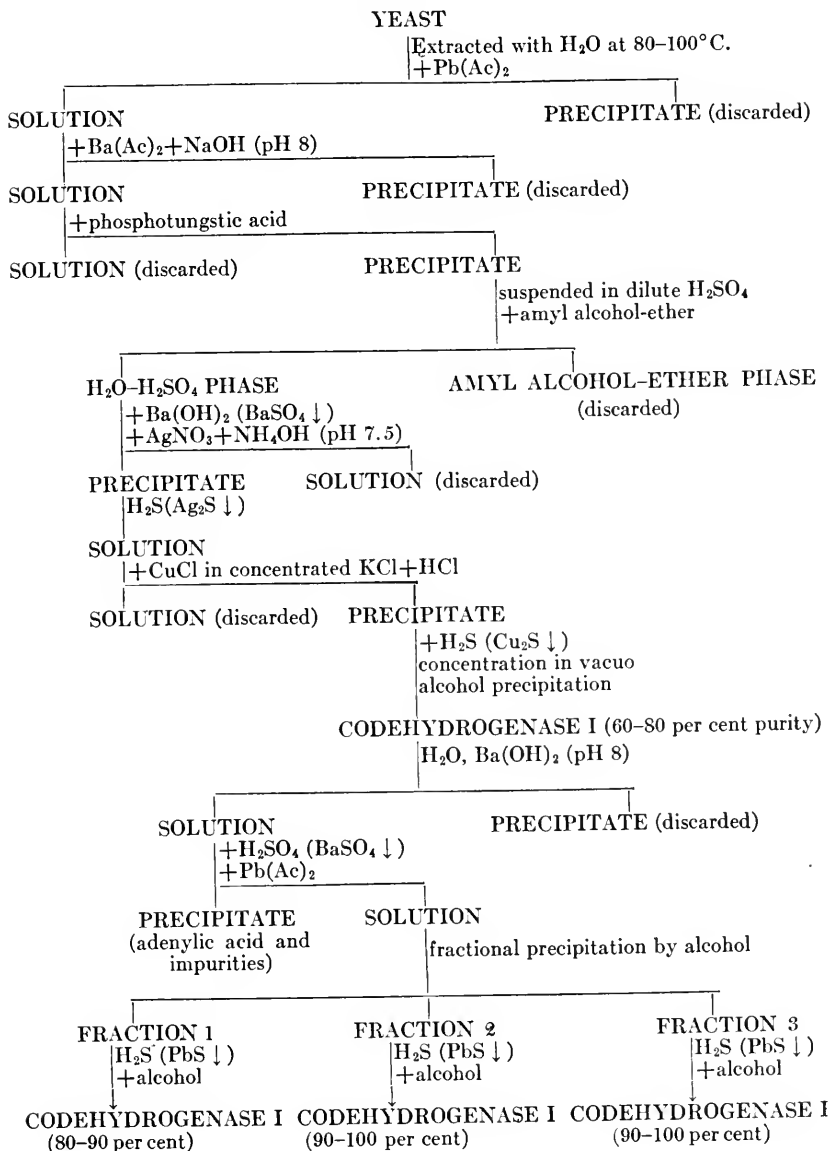 YEAST
Extracted with H₂O at 80–100°C.
+Pb(Ac)₂
SOLUTION
PRECIPITATE (discarded)
+Ba(Ac)₂+NaOH (pH 8)
SOLUTION
PRECIPITATE (discarded)
+phosphotungstic acid
SOLUTION (discarded)
PRECIPITATE
suspended in dilute H₂SO₄
+amyl alcohol-ether
H₂O–H₂SO₄ PHASE
AMYL ALCOHOL–ETHER PHASE
(discarded)
+Ba(OH)₂ (BaSO₄ ↓)
+AgNO₃+NH₄OH (pH 7.5)
PRECIPITATE
SOLUTION (discarded)
H₂S(Ag₂S ↓)
SOLUTION
+CuCl in concentrated KCl+HCl
SOLUTION (discarded)
PRECIPITATE
+H₂S (Cu₂S ↓)
concentration in vacuo
alcohol precipitation
CODEHYDROGENASE I (60–80 per cent purity)
H₂O, Ba(OH)₂ (pH 8)
SOLUTION
PRECIPITATE (discarded)
+H₂SO₄ (BaSO₄ ↓)
+Pb(Ac)₂
PRECIPITATE
(adenylic acid and
impurities)
SOLUTION
fractional precipitation by alcohol
FRACTION 1
H₂S (PbS ↓)
+alcohol
CODEHYDROGENASE I
(80–90 per cent)
FRACTION 2
H₂S (PbS ↓)
+alcohol
CODEHYDROGENASE I
(90–100 per cent)
FRACTION 3
H₂S (PbS ↓)
+alcohol
CODEHYDROGENASE I
(90–100 per cent)